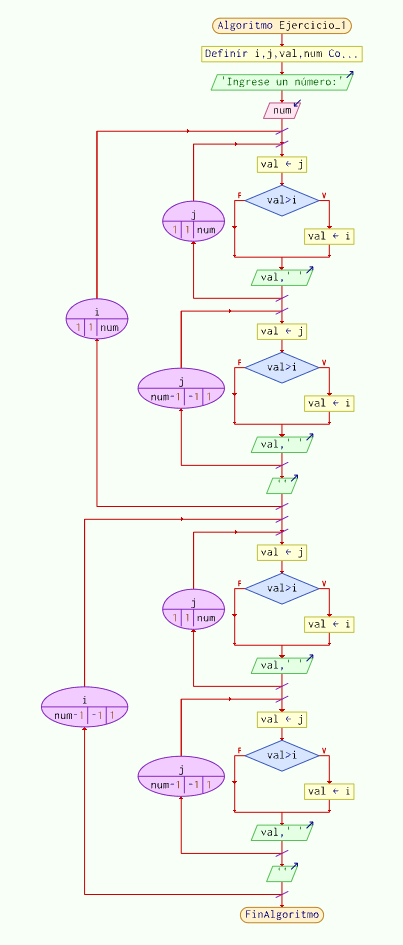 Algoritmo Ejercicio_1
Definir i,j,val,num Co...
'Ingrese un número:'
num
val ← j
F val>i V
j
1 1 num
val ← i
val,' '
i
1 1 num
val ← j
F val>i V
j
num-1 -1 1
val ← i
val,' '
''
val ← j
F val>i V
j
1 1 num
val ← i
val,' '
i
num-1 -1 1
val ← j
F val>i V
j
num-1 -1 1
val ← i
val,' '
''
FinAlgoritmo